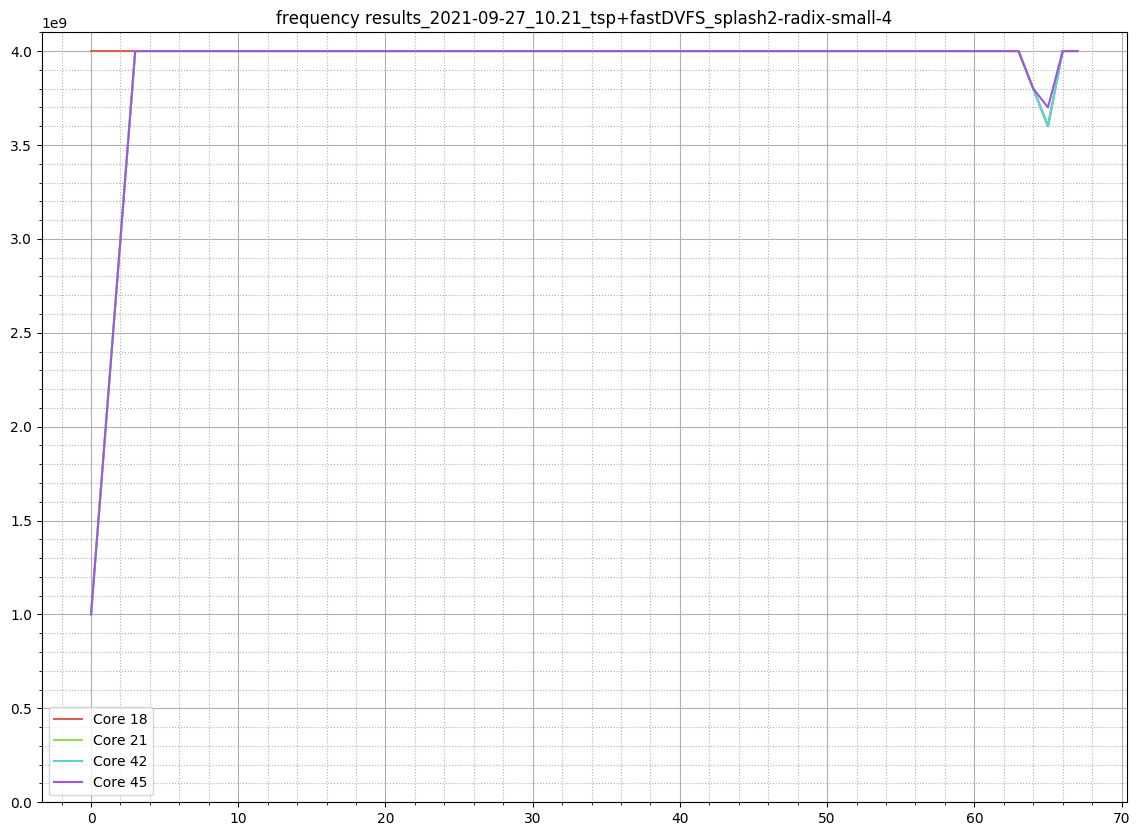 frequency results_2021-09-27_10.21_tsp+fastDVFS_splash2-radix-small-4
1e9
4.0
3.5
3.0
2.5
2.0
1.5
1.0
0.5
0.0
Core 18
Core 21
Core 42
Core 45
0 10 20 30 40 50 60 70